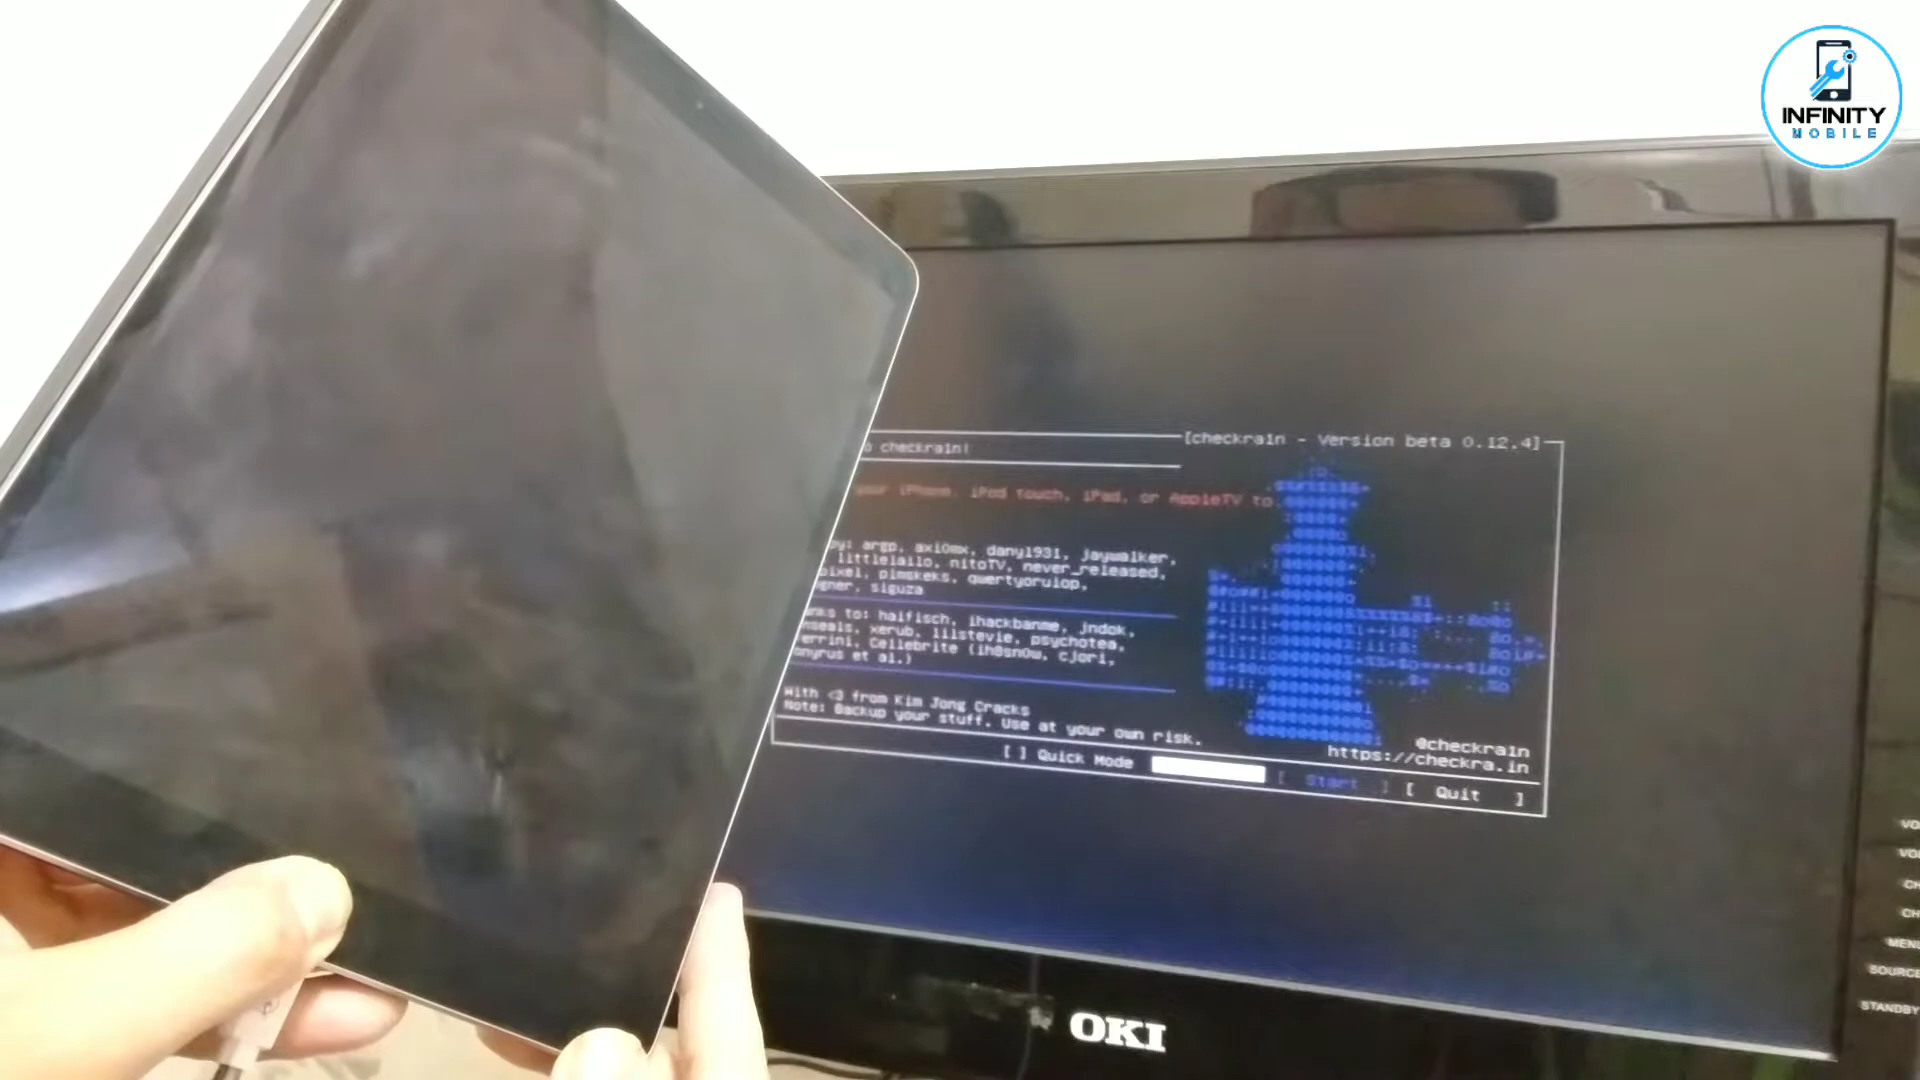 INFINITY
MOBILE
[checkra1n - Version beta 0.12.4]
checkra1n!
your iPhone, iPod touch, iPad, or AppleTV to
argp, axi0mx, danyl931, jaywalker,
littlelailo, nitoTV, never_released,
pimskeks, qwertyoruiop,
siguza
to: haifisch, ihackbanme, jndok,
xerub, lilstevie, psychotea,
Cellebrite (ih8sn0w, cjori,
et al.)
With <3 from Kim Jong Cracks
Note: Backup your stuff. Use at your own risk.
@checkra1n
https://checkra.in
[ ] Quick Mode [ Start ] [ Quit ]
MENU
SOURCE
STANDBY
OKI